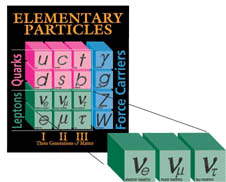 ELEMENTARY
PARTICLES
Quarks
u c t γ
d s b g
Leptons
νe νμ ντ Z
e μ τ W
Force Carriers
I II III
Three Generations of Matter
νe νμ ντ